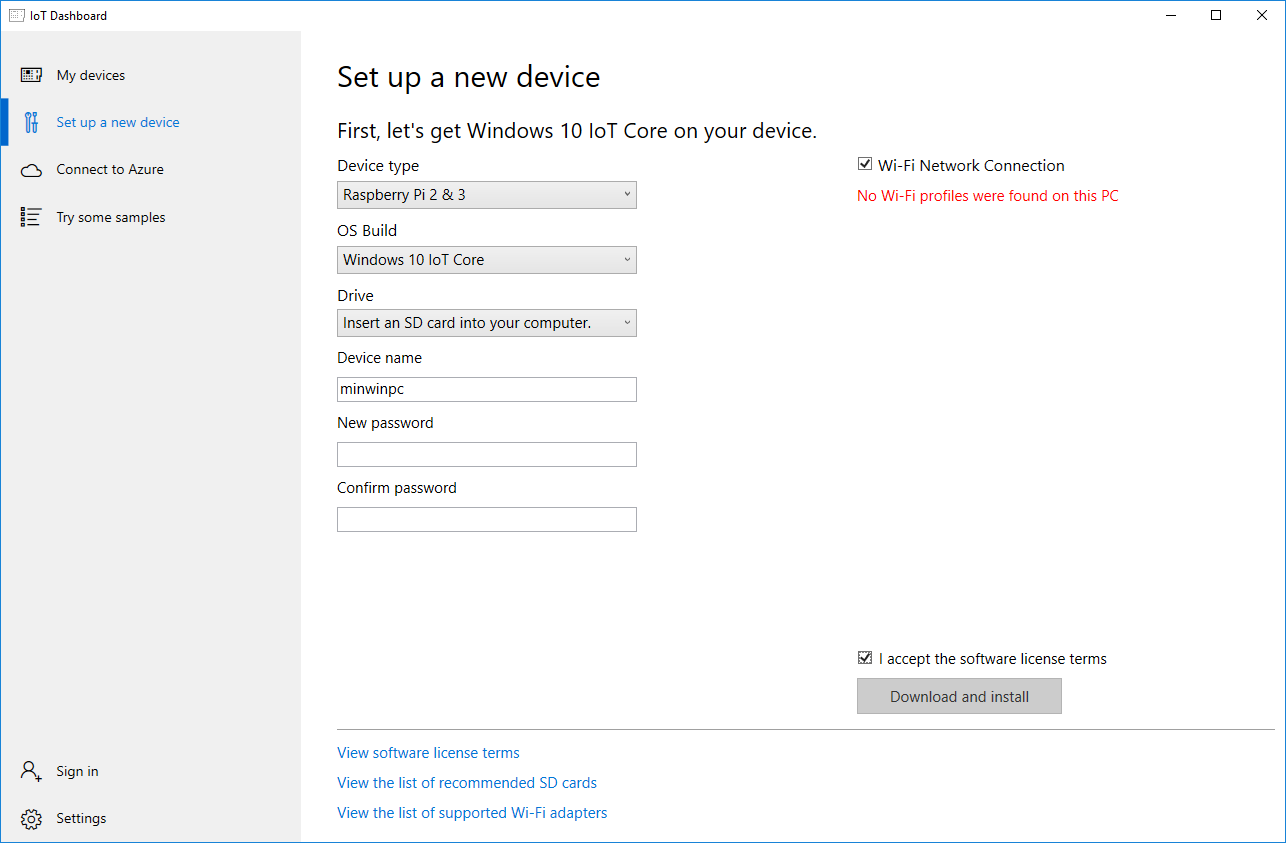 IoT Dashboard
My devices
Set up a new device
Connect to Azure
Try some samples
Sign in
Settings
Set up a new device
First, let's get Windows 10 IoT Core on your device.
Device type
Raspberry Pi 2 & 3
OS Build
Windows 10 IoT Core
Drive
Insert an SD card into your computer.
Device name
minwinpc
New password
Confirm password
Wi-Fi Network Connection
No Wi-Fi profiles were found on this PC
I accept the software license terms
Download and install
View software license terms
View the list of recommended SD cards
View the list of supported Wi-Fi adapters